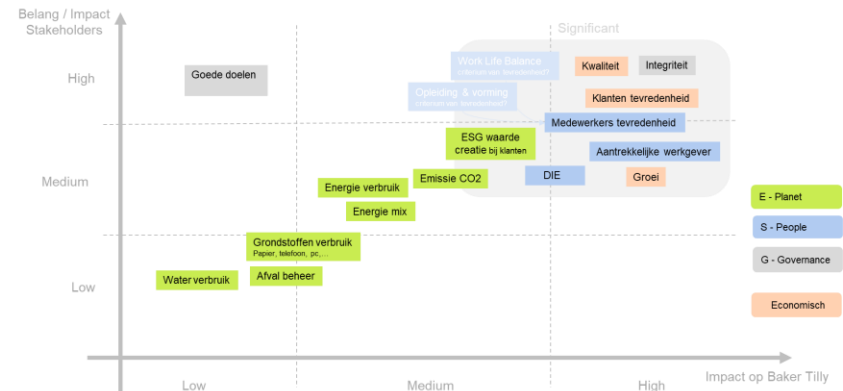 Belang / Impact
Stakeholders
Significant
High
Goede doelen
Work Life Balance
criterium van tevredenheid?
Kwaliteit
Integriteit
Opleiding & vorming
criterium van tevredenheid?
Klanten tevredenheid
Medewerkers tevredenheid
ESG waarde
creatie bij klanten
Aantrekkelijke werkgever
Medium
Energie verbruik
Emissie CO2
DIE
Groei
Energie mix
E - Planet
S - People
Grondstoffen verbruik
Papier, telefoon, pc,...
G - Governance
Low
Water verbruik
Afval beheer
Economisch
Low
Medium
High
Impact op Baker Tilly